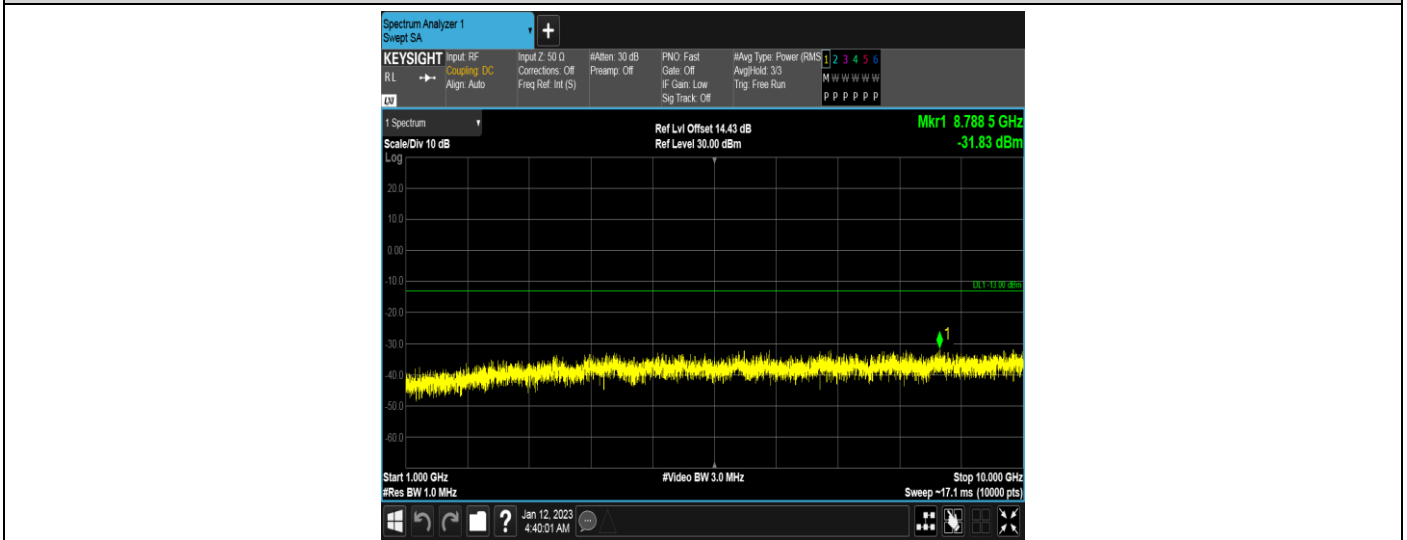 Spectrum Analyzer 1
Swept SA
+
KEYSIGHT
RL
LXI
Input: RF
Coupling: DC
Align: Auto
Input Z: 50 Ω
Corrections: Off
Freq Ref: Int (S)
#Atten: 30 dB
Preamp: Off
PNO: Fast
Gate: Off
IF Gain: Low
Sig Track: Off
#Avg Type: Power (RMS
Avg|Hold: 3/3
Trig: Free Run
1 2 3 4 5 6
M W W W W W
P P P P P P
1 Spectrum
Scale/Div 10 dB
Log
Ref Lvl Offset 14.43 dB
Ref Level 30.00 dBm
Mkr1 8.788 5 GHz
-31.83 dBm
20.0
10.0
0.00
-10.0
DL1 -13.00 dBm
-20.0
1
-30.0
-40.0
-50.0
-60.0
Start 1.000 GHz
#Res BW 1.0 MHz
#Video BW 3.0 MHz
Stop 10.000 GHz
Sweep ~17.1 ms (10000 pts)
?
Jan 12, 2023
4:40:01 AM